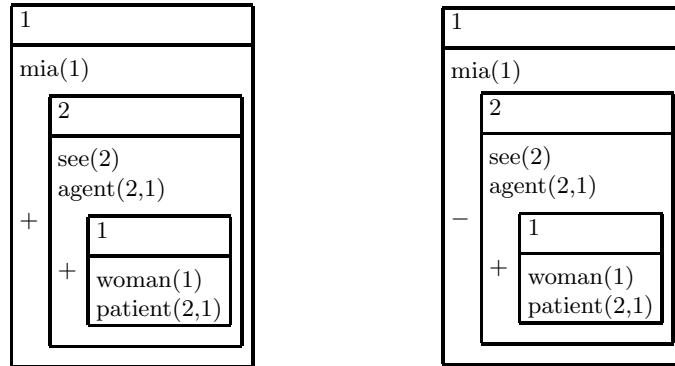 1
mia(1)
2
see(2)
agent(2,1)
+
1
+
woman(1)
patient(2,1)
1
mia(1)
2
see(2)
agent(2,1)
−
1
+
woman(1)
patient(2,1)